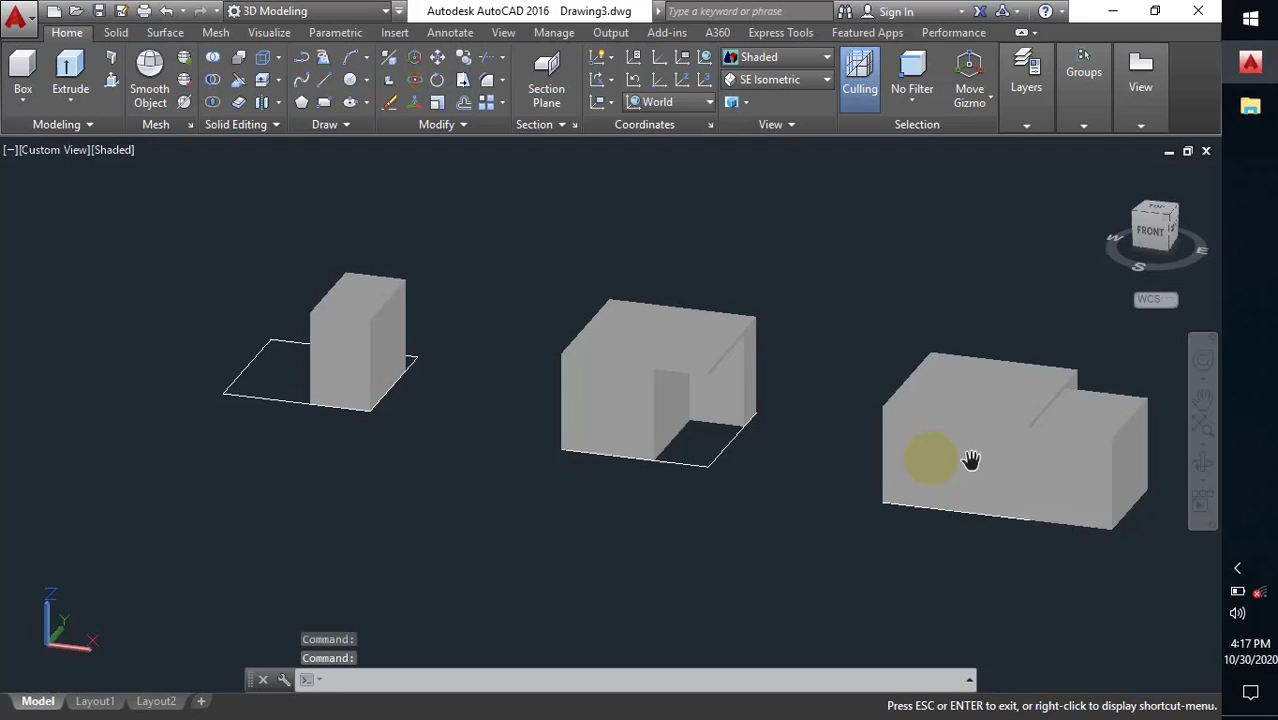 Autodesk AutoCAD 2016 Drawing3.dwg
Type a keyword or phrase
Sign In
3D Modeling
Home Solid Surface Mesh Visualize Parametric Insert Annotate View Manage Output Add-ins A360 Express Tools Featured Apps Performance
Shaded
SE Isometric
World
Box
Extrude
Smooth
Object
Section
Plane
Culling
No Filter
Move
Gizmo
Layers
Groups
View
Modeling
Mesh
Solid Editing
Draw
Modify
Section
Coordinates
View
Selection
[−][Custom View][Shaded]
TOP
FRONT
W
S
E
WCS
Z
Y
X
Command:
Command:
Model Layout1 Layout2 +
Press ESC or ENTER to exit, or right-click to display shortcut-menu.
4:17 PM
10/30/2020